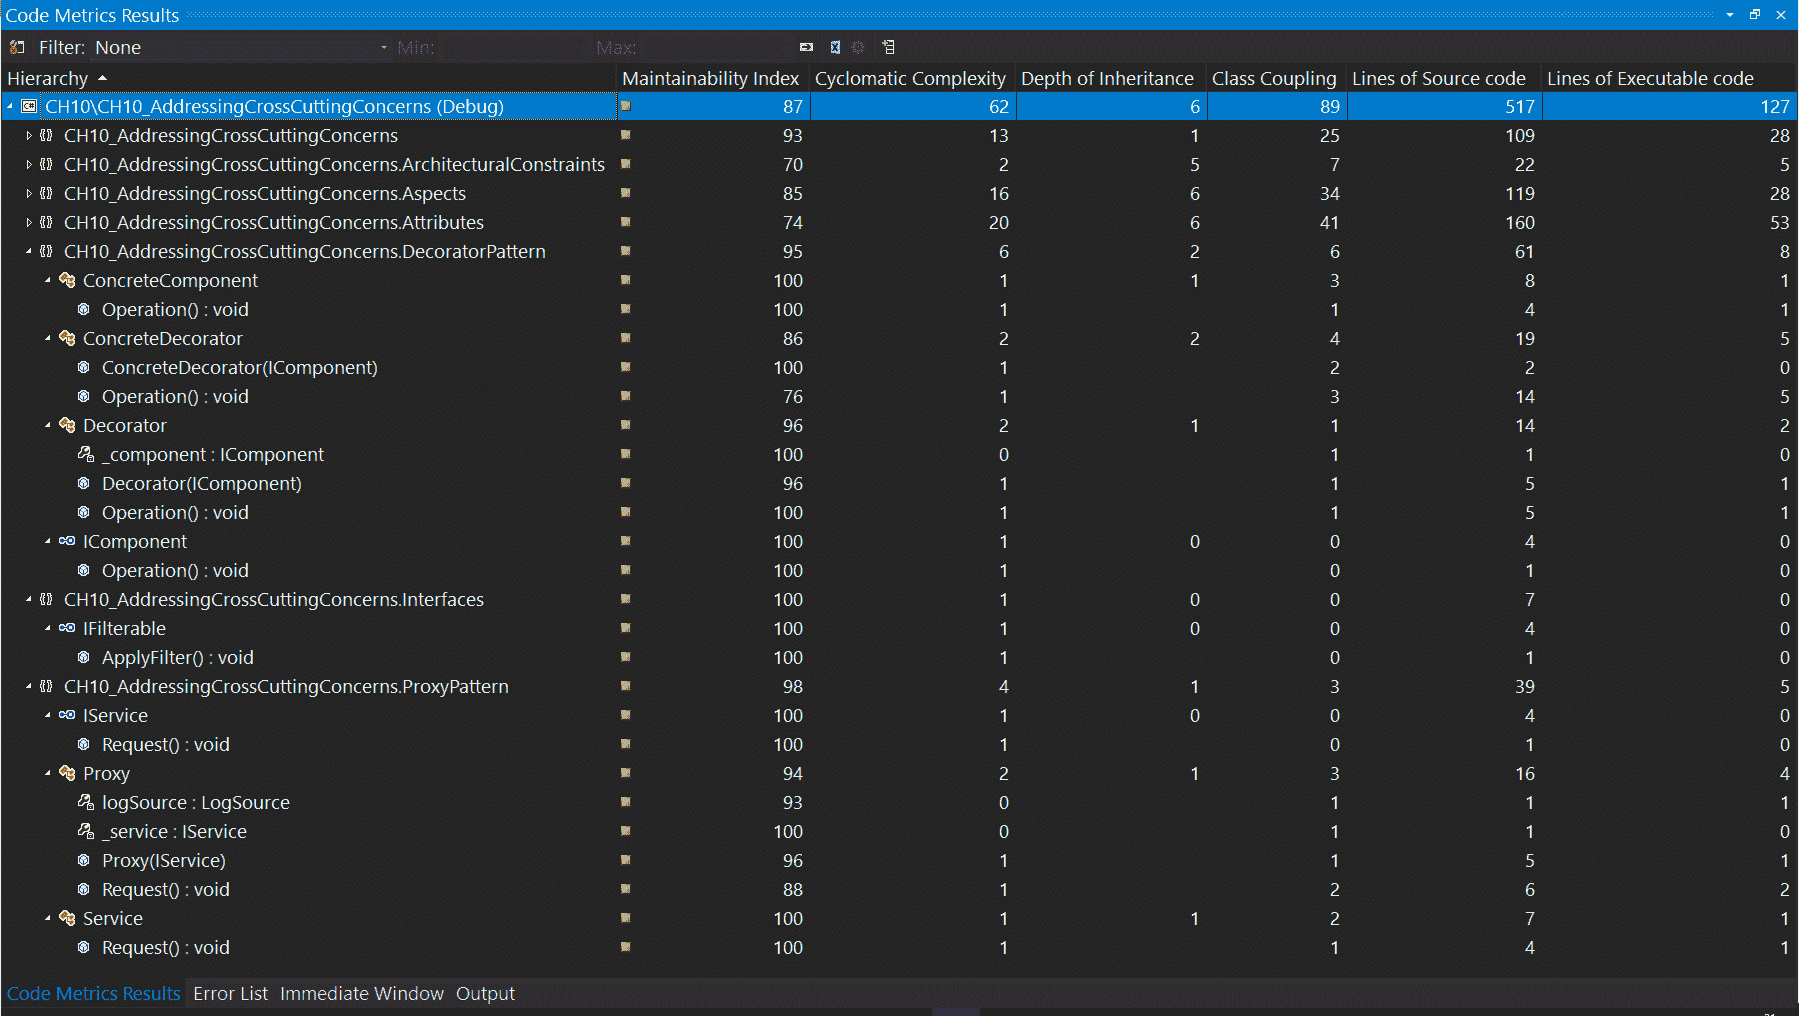 Code Metrics Results
Filter: None Min: Max:
Hierarchy Maintainability Index Cyclomatic Complexity Depth of Inheritance Class Coupling Lines of Source code Lines of Executable code
CH10\CH10_AddressingCrossCuttingConcerns (Debug) 87 62 6 89 517 127
CH10_AddressingCrossCuttingConcerns 93 13 1 25 109 28
CH10_AddressingCrossCuttingConcerns.ArchitecturalConstraints 70 2 5 7 22 5
CH10_AddressingCrossCuttingConcerns.Aspects 85 16 6 34 119 28
CH10_AddressingCrossCuttingConcerns.Attributes 74 20 6 41 160 53
CH10_AddressingCrossCuttingConcerns.DecoratorPattern 95 6 2 6 61 8
ConcreteComponent 100 1 1 3 8 1
Operation() : void 100 1 1 4 1
ConcreteDecorator 86 2 2 4 19 5
ConcreteDecorator(IComponent) 100 1 2 2 0
Operation() : void 76 1 3 14 5
Decorator 96 2 1 1 14 2
_component : IComponent 100 0 1 1 0
Decorator(IComponent) 96 1 1 5 1
Operation() : void 100 1 1 5 1
IComponent 100 1 0 0 4 0
Operation() : void 100 1 0 1 0
CH10_AddressingCrossCuttingConcerns.Interfaces 100 1 0 0 7 0
IFilterable 100 1 0 0 4 0
ApplyFilter() : void 100 1 0 1 0
CH10_AddressingCrossCuttingConcerns.ProxyPattern 98 4 1 3 39 5
IService 100 1 0 0 4 0
Request() : void 100 1 0 1 0
Proxy 94 2 1 3 16 4
logSource : LogSource 93 0 1 1 1
_service : IService 100 0 1 1 0
Proxy(IService) 96 1 1 5 1
Request() : void 88 1 2 6 2
Service 100 1 1 2 7 1
Request() : void 100 1 1 4 1
Code Metrics Results Error List Immediate Window Output